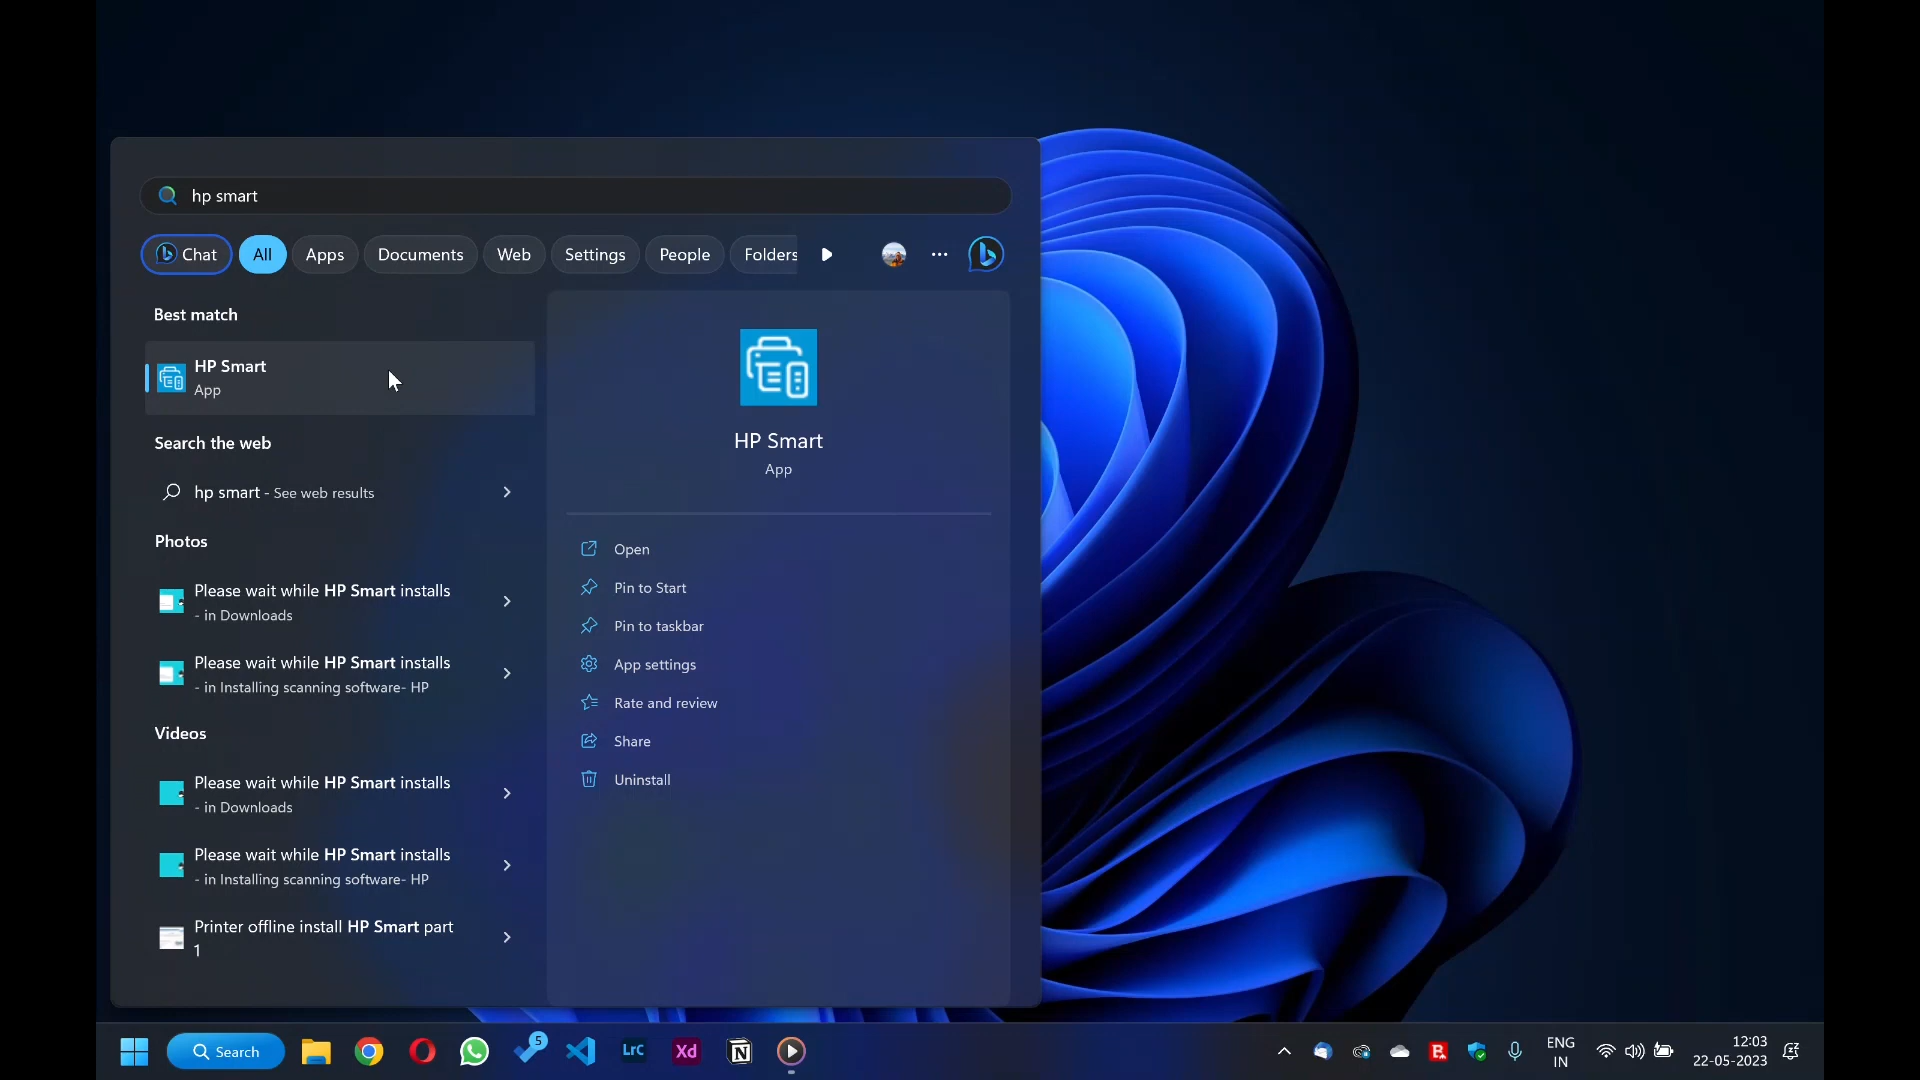 hp smart
Chat All Apps Documents Web Settings People Folders
Best match
HP Smart
App
Search the web
hp smart - See web results
Photos
Please wait while HP Smart installs
- in Downloads
Please wait while HP Smart installs
- in Installing scanning software- HP
Videos
Please wait while HP Smart installs
- in Downloads
Please wait while HP Smart installs
- in Installing scanning software- HP
Printer offline install HP Smart part
1
HP Smart
App
Open
Pin to Start
Pin to taskbar
App settings
Rate and review
Share
Uninstall
Search
5
Lrc
Xd
ENG
IN
12:03
22-05-2023